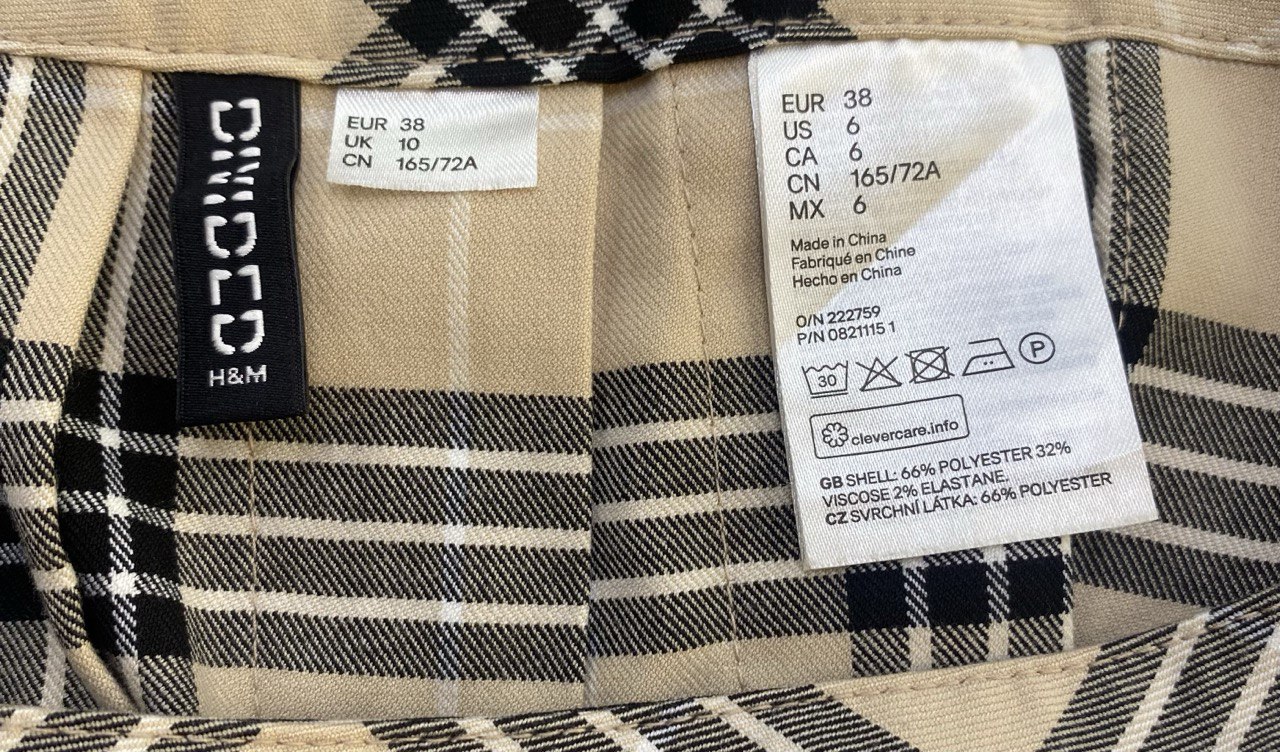 DIVIDED
H&M
EUR 38
UK 10
CN 165/72A
EUR 38
US 6
CA 6
CN 165/72A
MX 6
Made in China
Fabriqué en Chine
Hecho en China
O/N 222759
P/N 0821115 1
30
P
clevercare.info
GB SHELL: 66% POLYESTER 32%
VISCOSE 2% ELASTANE.
CZ SVRCHNÍ LÁTKA: 66% POLYESTER